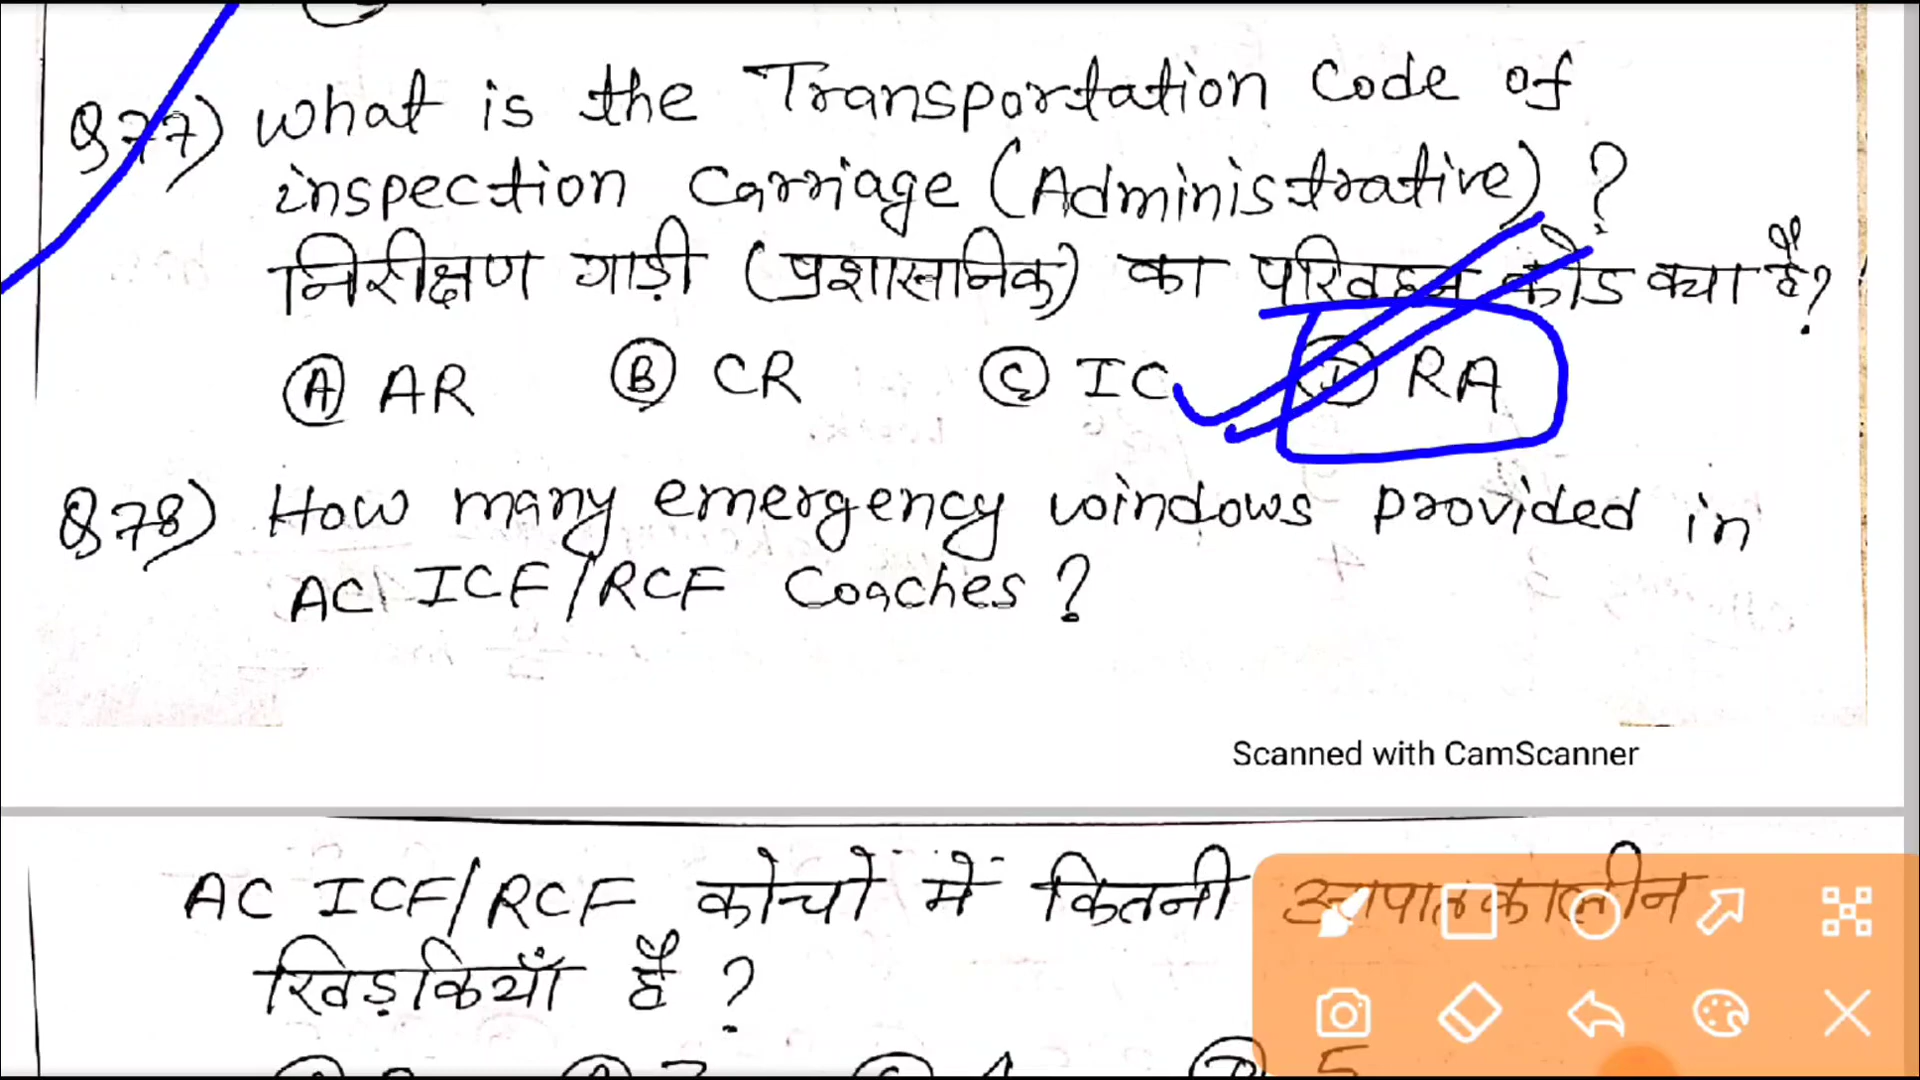 Q77) What is the Transportation Code of
inspection Carriage (Administrative) ?
निरीक्षण गाड़ी (प्रशासनिक) का परिवहन कोड क्या है?
(A) AR (B) CR (C) IC (D) RA
Q78) How many emergency windows provided in
AC ICF/RCF Coaches ?
Scanned with CamScanner
AC ICF/RCF कोचों में कितनी आपातकालीन
खिड़कियाँ है ?